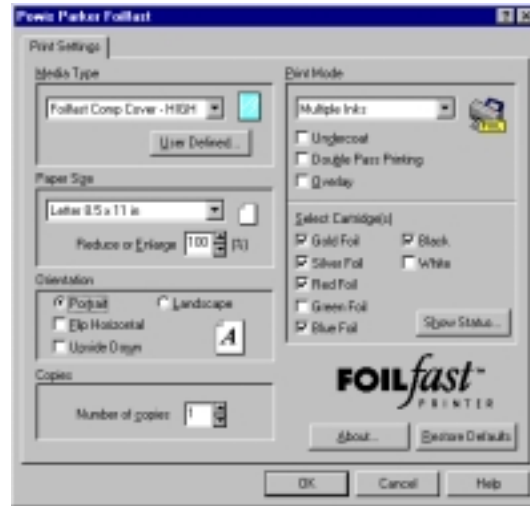 Powis Parker Foilfast
Print Settings
Media Type
Foilfast Comp Cover - HIGH
User Defined...
Paper Size
Letter 8.5 x 11 in
Reduce or Enlarge 100 [%]
Orientation
Portrait Landscape
Flip Horizontal
Upside Down
A
Copies
Number of copies 1
Print Mode
Multiple Inks
FOIL
Undercoat
Double Pass Printing
Overlay
Select Cartridge(s)
Gold Foil Black
Silver Foil White
Red Foil
Green Foil
Blue Foil Show Status...
FOILfast™
PRINTER
About... Restore Defaults
OK Cancel Help